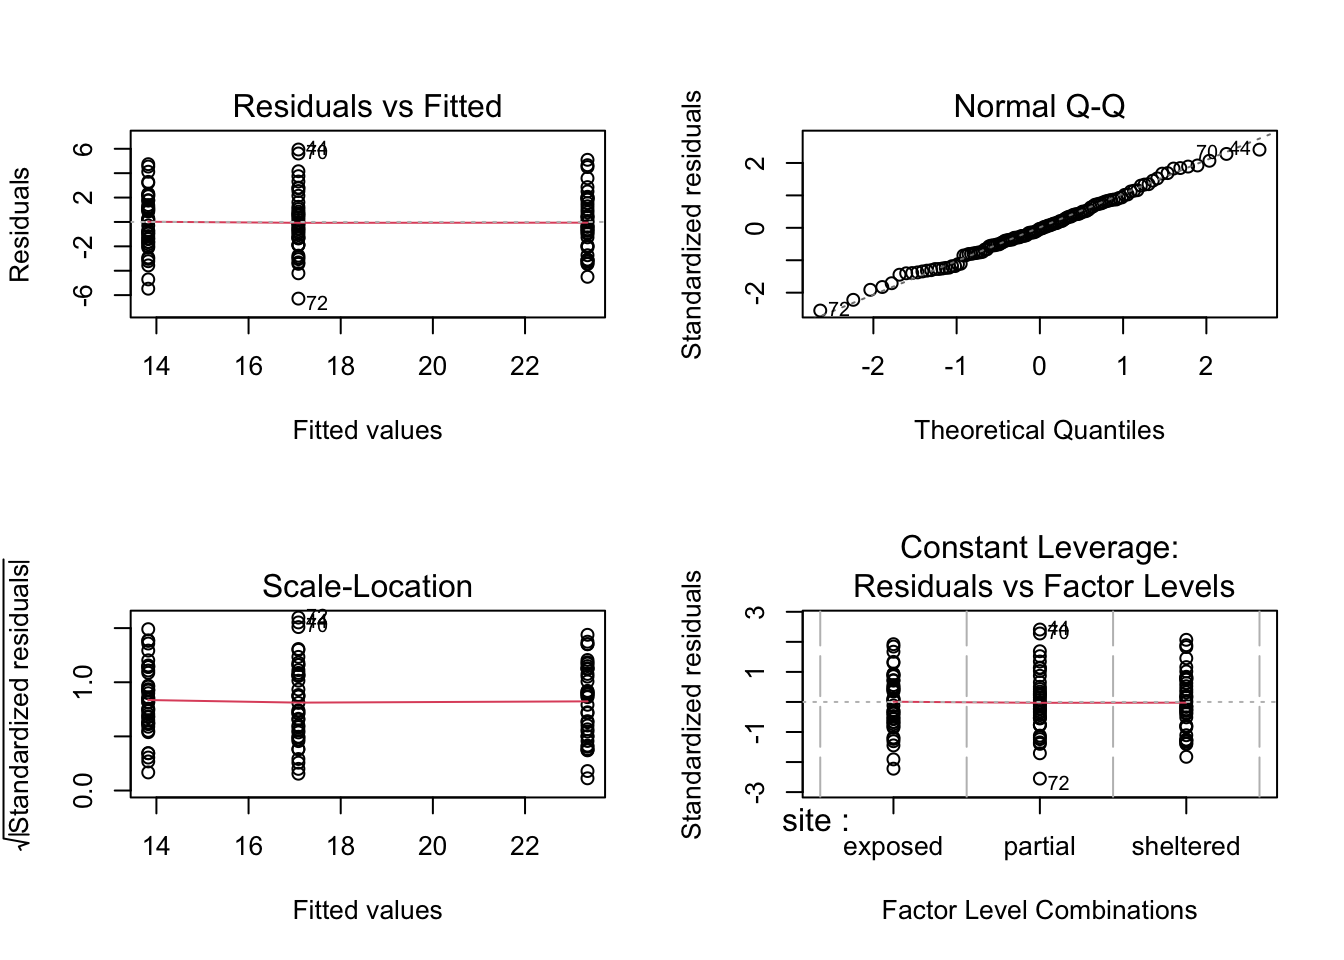 Residuals vs Fitted
Residuals
6
2
-2
-6
44
70
72
14 16 18 20 22
Fitted values
Normal Q-Q
Standardized residuals
2
0
-2
70 44
72
-2 -1 0 1 2
Theoretical Quantiles
Scale-Location
√|Standardized residuals|
1.0
0.0
72
44
70
14 16 18 20 22
Fitted values
Constant Leverage:
Residuals vs Factor Levels
Standardized residuals
3
1
-1
-3
44
70
72
site :
exposed partial sheltered
Factor Level Combinations